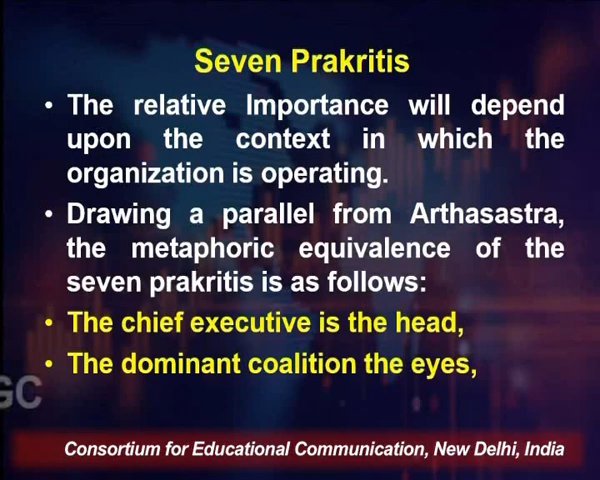 Seven Prakritis
• The relative Importance will depend
upon the context in which the
organization is operating.
• Drawing a parallel from Arthasastra,
the metaphoric equivalence of the
seven prakritis is as follows:
• The chief executive is the head,
• The dominant coalition the eyes,
GC
Consortium for Educational Communication, New Delhi, India